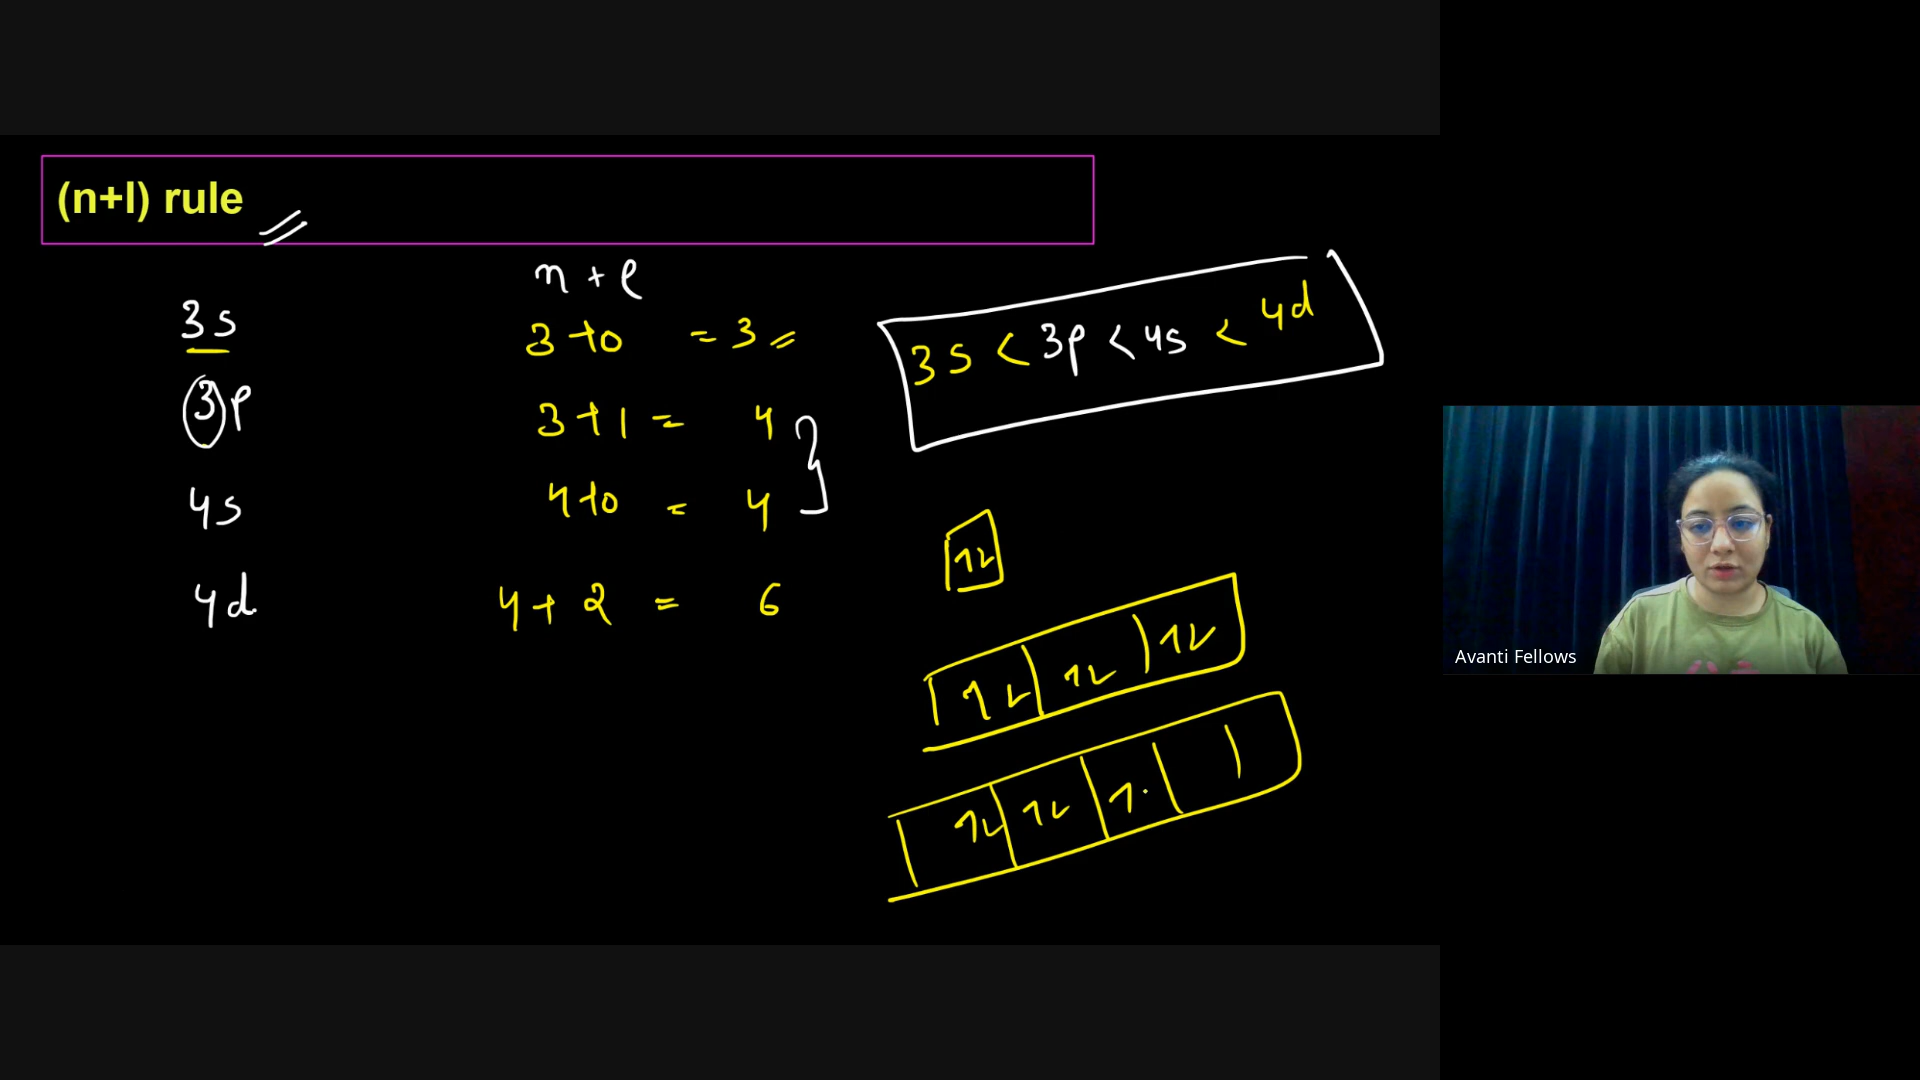 (n+l) rule
n + l
3s 3+0 = 3
3p 3+1 = 4
4s 4+0 = 4
4d 4+2 = 6
3s < 3p < 4s < 4d
Avanti Fellows